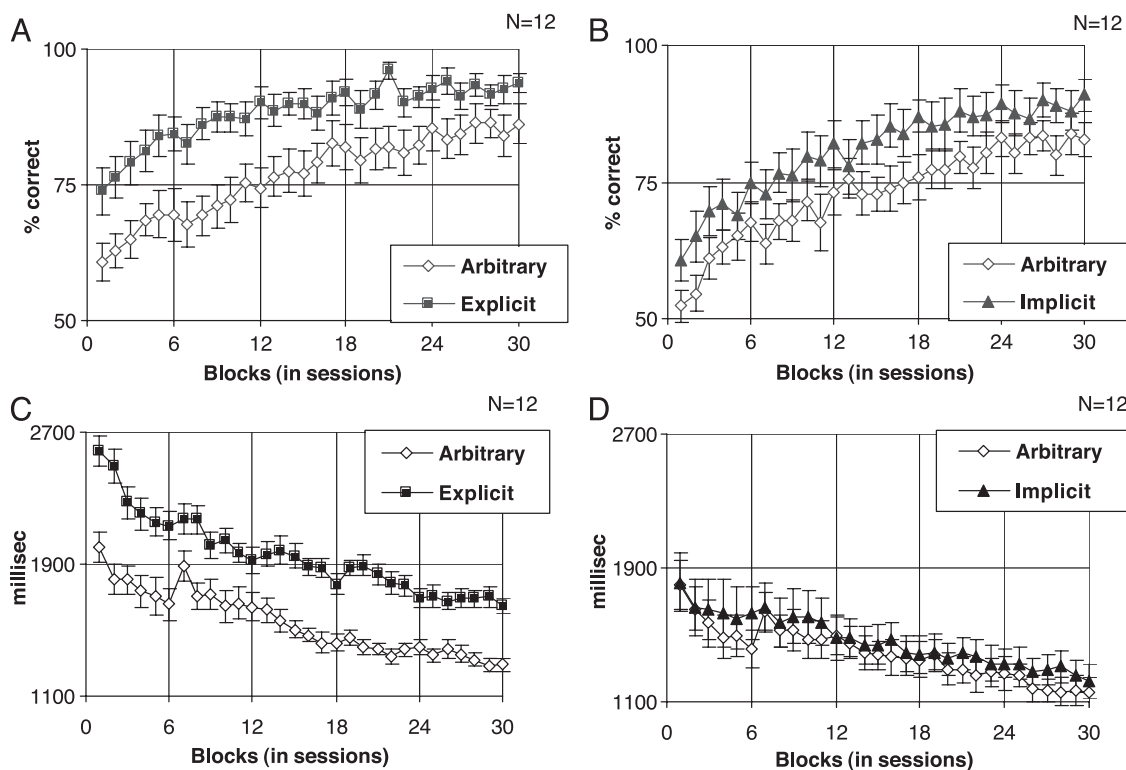 A
N=12
100
75
50
% correct
Arbitrary
Explicit
0 6 12 18 24 30
Blocks (in sessions)
B
N=12
100
75
50
% correct
Arbitrary
Implicit
0 6 12 18 24 30
Blocks (in sessions)
C
N=12
2700
1900
1100
millisec
Arbitrary
Explicit
0 6 12 18 24 30
Blocks (in sessions)
D
N=12
2700
1900
1100
millisec
Arbitrary
Implicit
0 6 12 18 24 30
Blocks (in sessions)